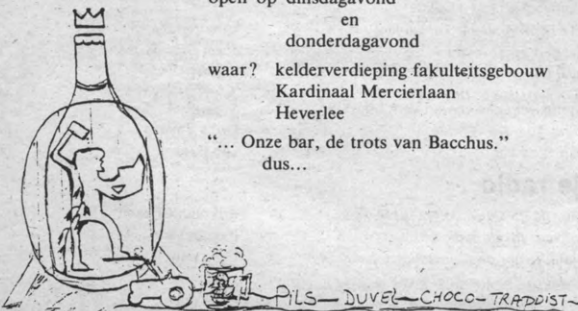 open op dinsdagavond
en
donderdagavond
waar? kelderverdieping fakulteitsgebouw
Kardinaal Mercierlaan
Heverlee
“... Onze bar, de trots van Bacchus.”
dus...
PILS—DUVEL—CHOCO—TRAPPIST—